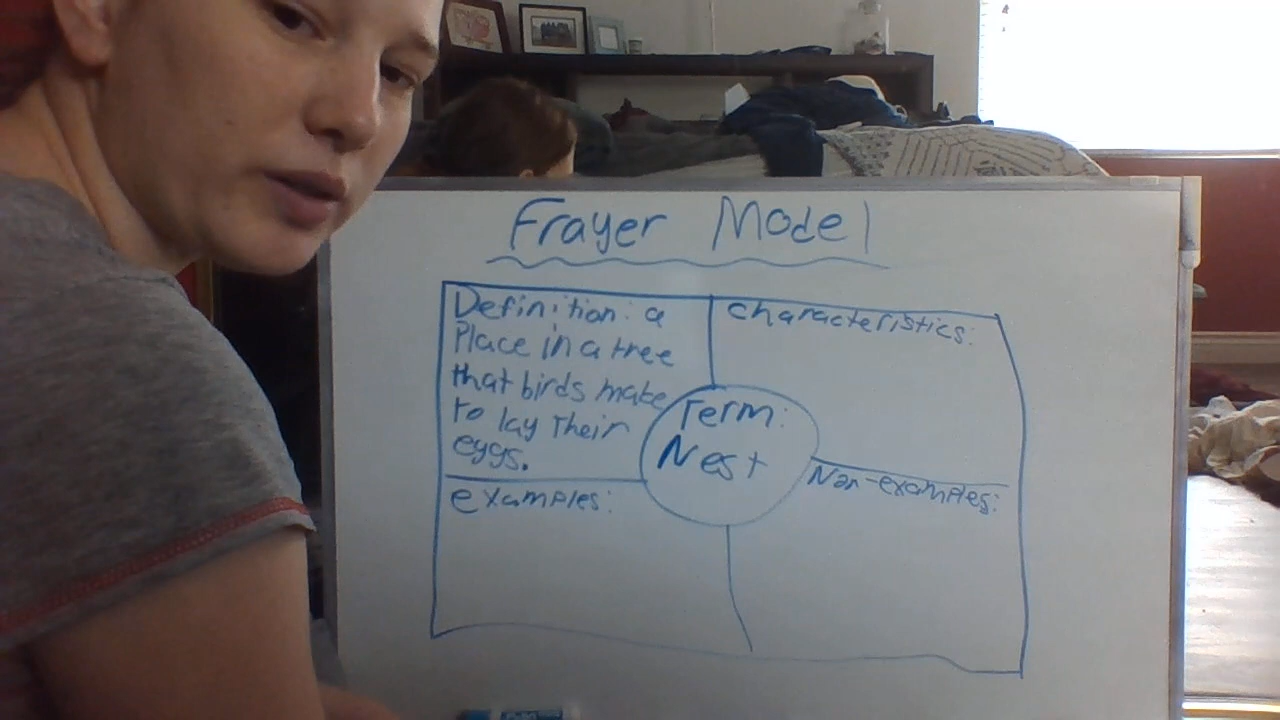 Frayer Model
Definition: a
Place in a tree
that birds make
to lay Their
eggs.
characteristics:
Term:
Nest
examples:
Non-examples: